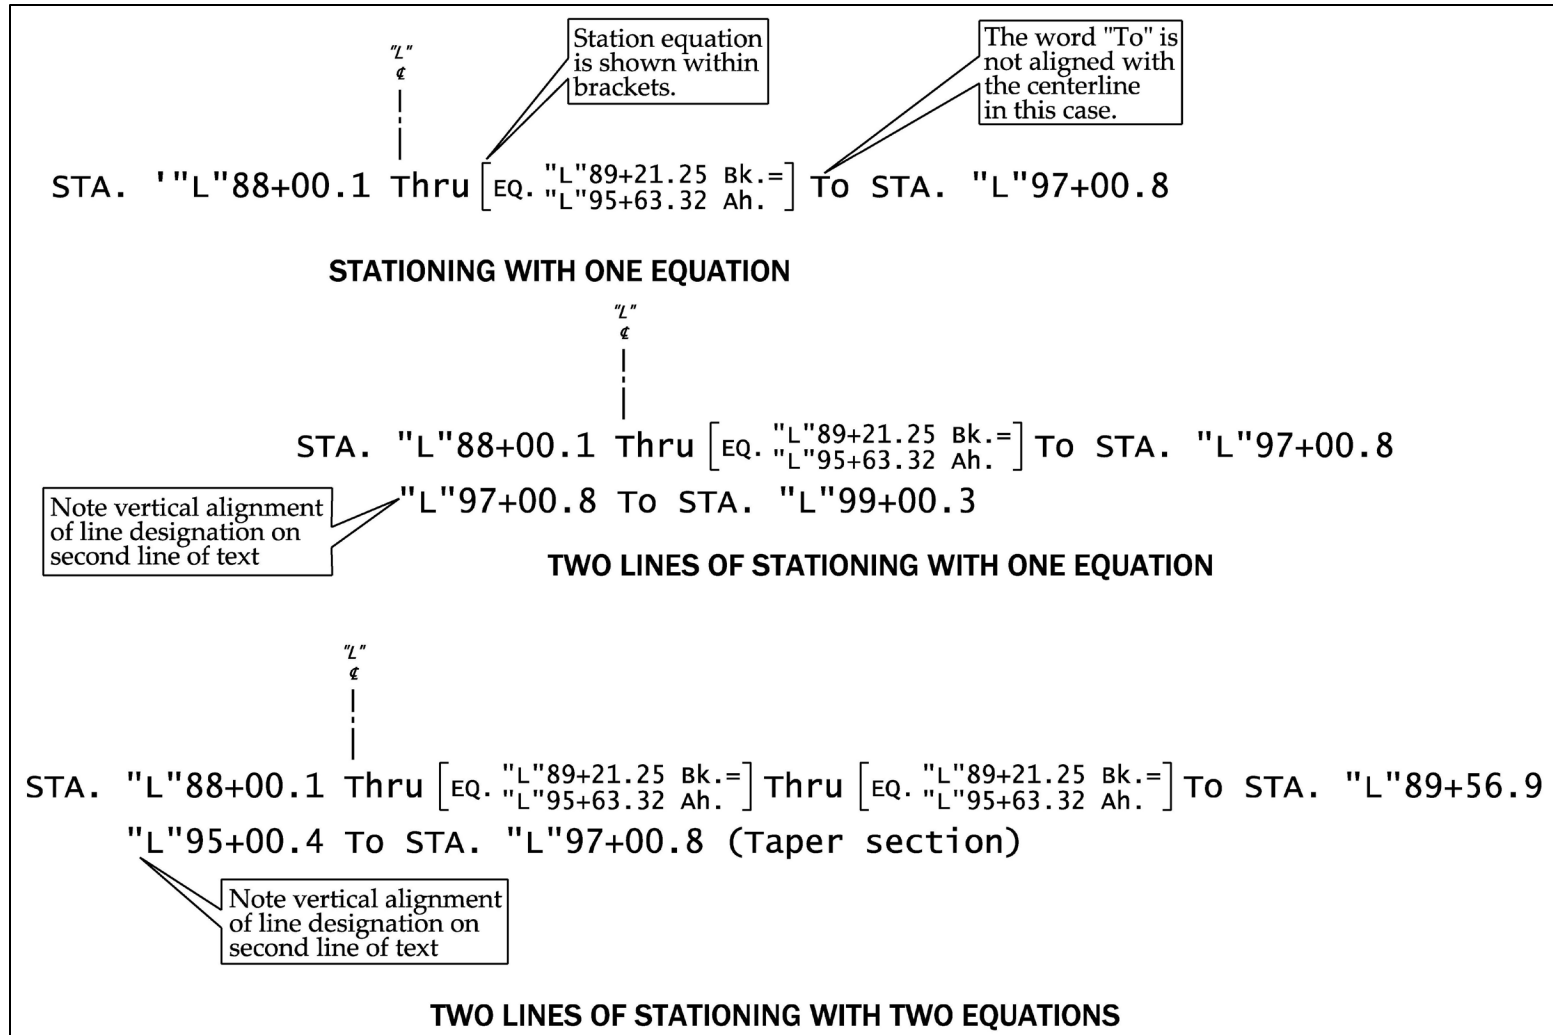 "L"
℄
Station equation
is shown within
brackets.
The word "To" is
not aligned with
the centerline
in this case.
STA. '"L"88+00.1 Thru [EQ. "L"89+21.25 Bk.=
"L"95+63.32 Ah. ] To STA. "L"97+00.8
STATIONING WITH ONE EQUATION
"L"
℄
STA. "L"88+00.1 Thru [EQ. "L"89+21.25 Bk.=
"L"95+63.32 Ah. ] To STA. "L"97+00.8
"L"97+00.8 To STA. "L"99+00.3
Note vertical alignment
of line designation on
second line of text
TWO LINES OF STATIONING WITH ONE EQUATION
"L"
℄
STA. "L"88+00.1 Thru [EQ. "L"89+21.25 Bk.=
"L"95+63.32 Ah. ] Thru [EQ. "L"89+21.25 Bk.=
"L"95+63.32 Ah. ] To STA. "L"89+56.9
"L"95+00.4 To STA. "L"97+00.8 (Taper section)
Note vertical alignment
of line designation on
second line of text
TWO LINES OF STATIONING WITH TWO EQUATIONS